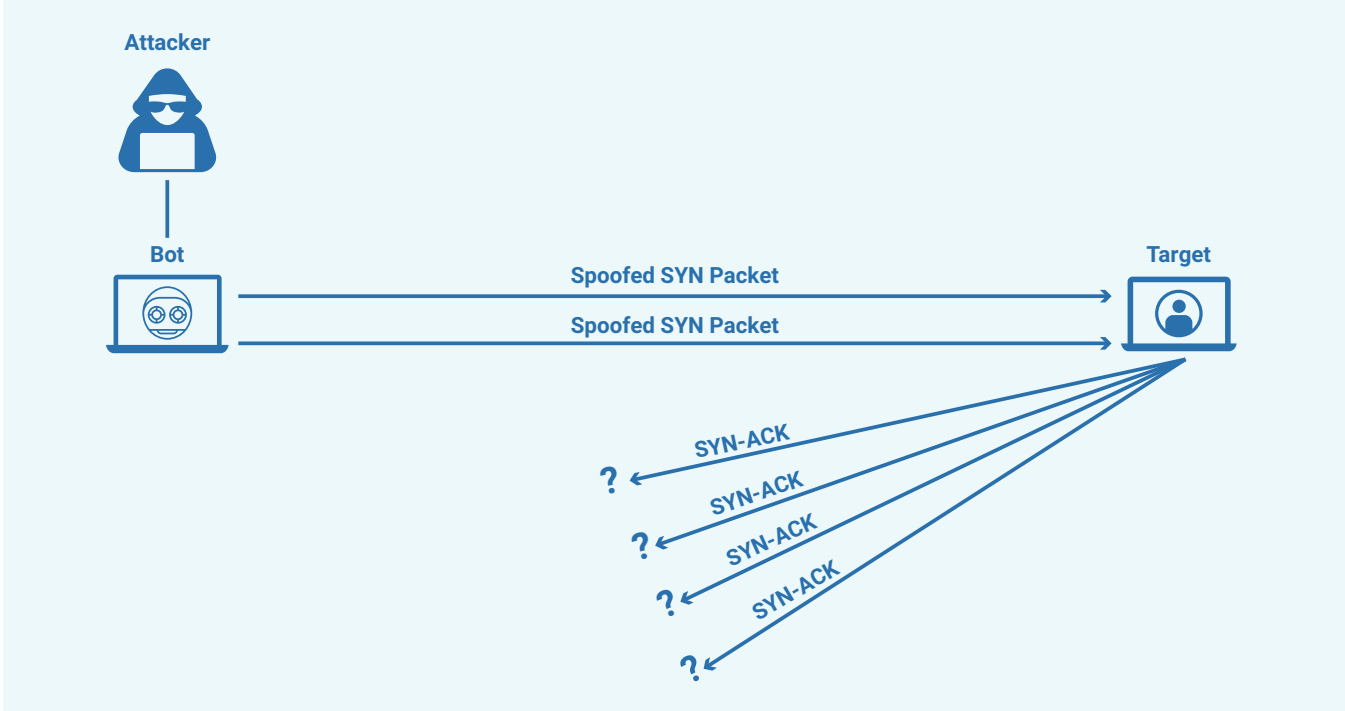 Attacker
Bot
Target
Spoofed SYN Packet
Spoofed SYN Packet
SYN-ACK
?
SYN-ACK
?
SYN-ACK
?
SYN-ACK
?